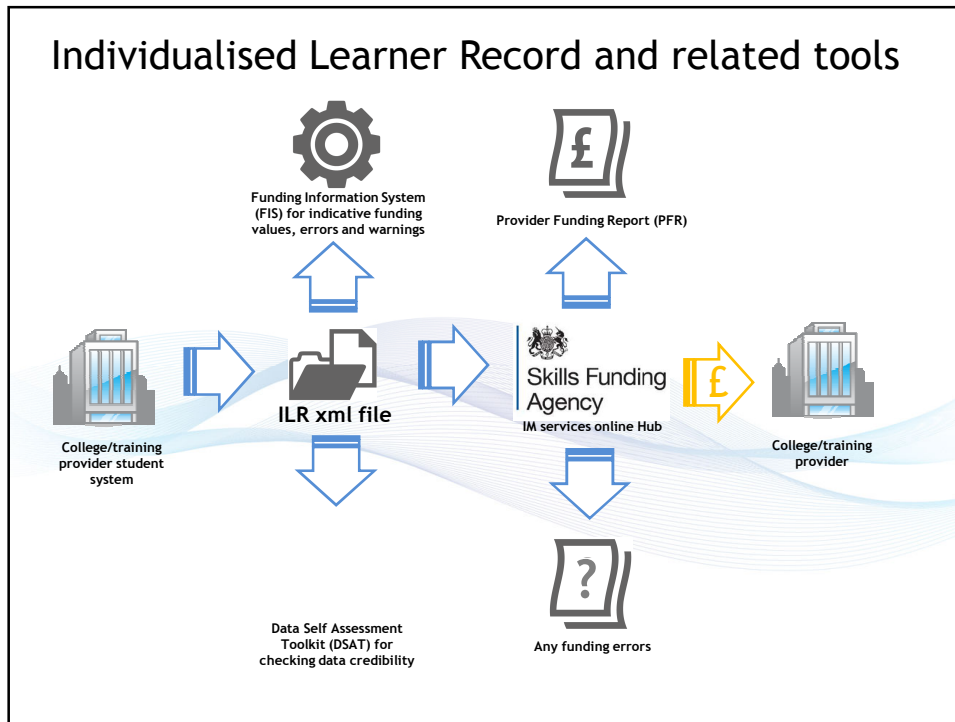 Individualised Learner Record and related tools
£
Funding Information System
(FIS) for indicative funding
values, errors and warnings
Provider Funding Report (PFR)
College/training
provider student
system
ILR xml file
Skills Funding
Agency
IM services online Hub
£
College/training
provider
Data Self Assessment
Toolkit (DSAT) for
checking data credibility
?
Any funding errors